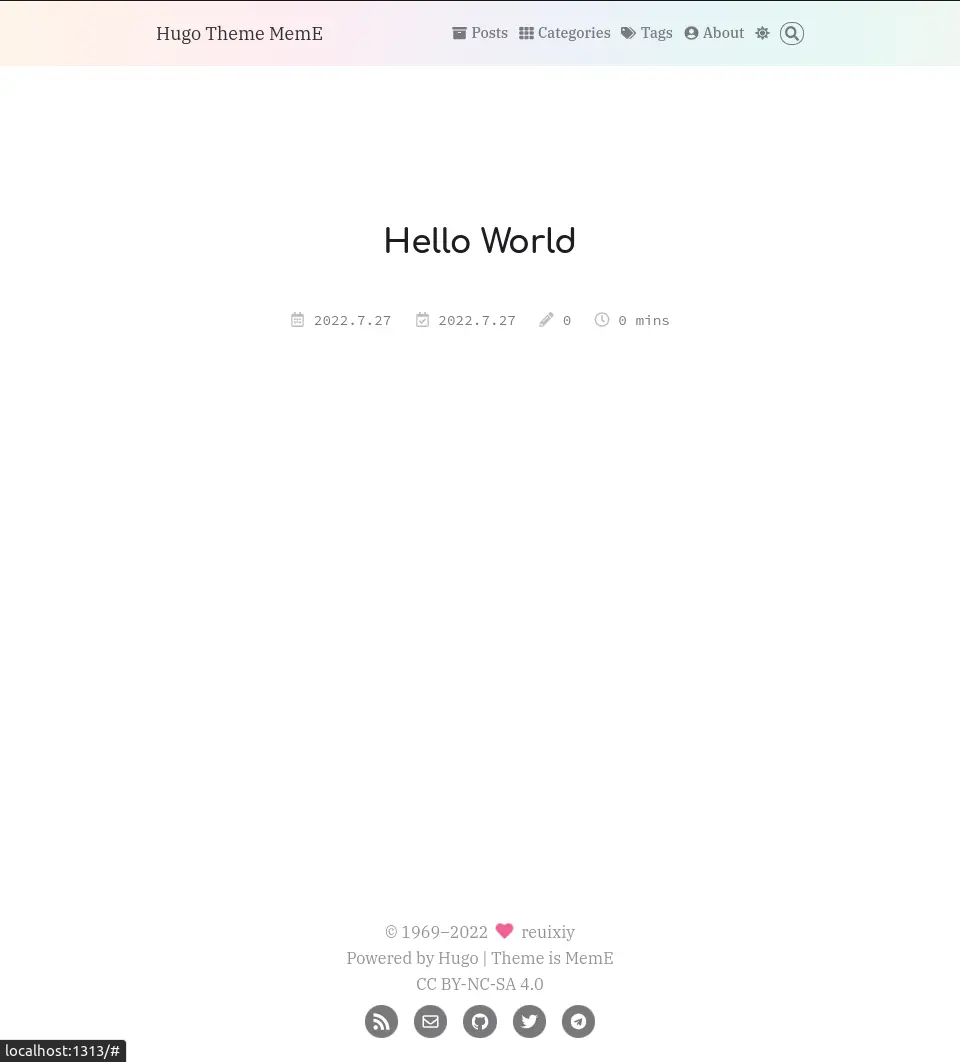 Hugo Theme MemE Posts Categories Tags About
Hello World
2022.7.27 2022.7.27 0 0 mins
© 1969–2022 reuixiy
Powered by Hugo | Theme is MemE
CC BY-NC-SA 4.0
localhost:1313/#